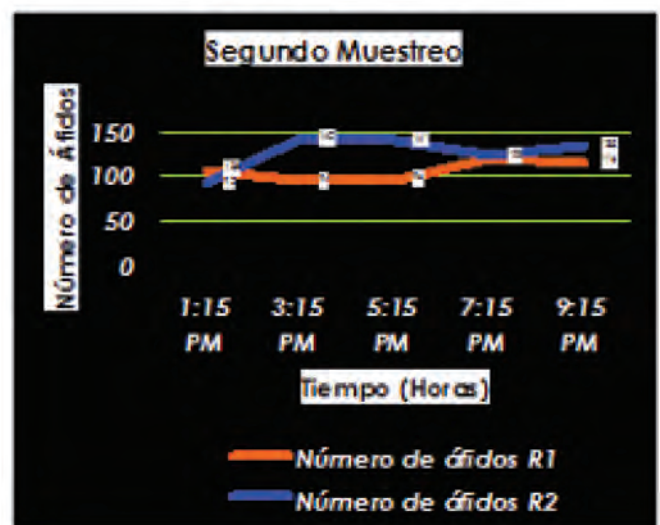 Segundo Muestreo
Número de Áfidos
150
100
50
0
1:15 3:15 5:15 7:15 9:15
PM PM PM PM PM
Tiempo (Horas)
Número de áfidos R1
Número de áfidos R2